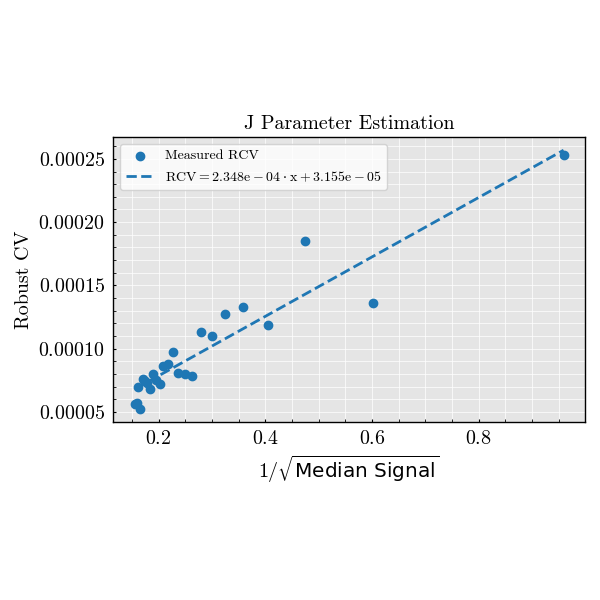 J Parameter Estimation
Measured RCV
RCV = 2.348e − 04 · x + 3.155e − 05
Robust CV
0.00025
0.00020
0.00015
0.00010
0.00005
0.2 0.4 0.6 0.8
1/√Median Signal